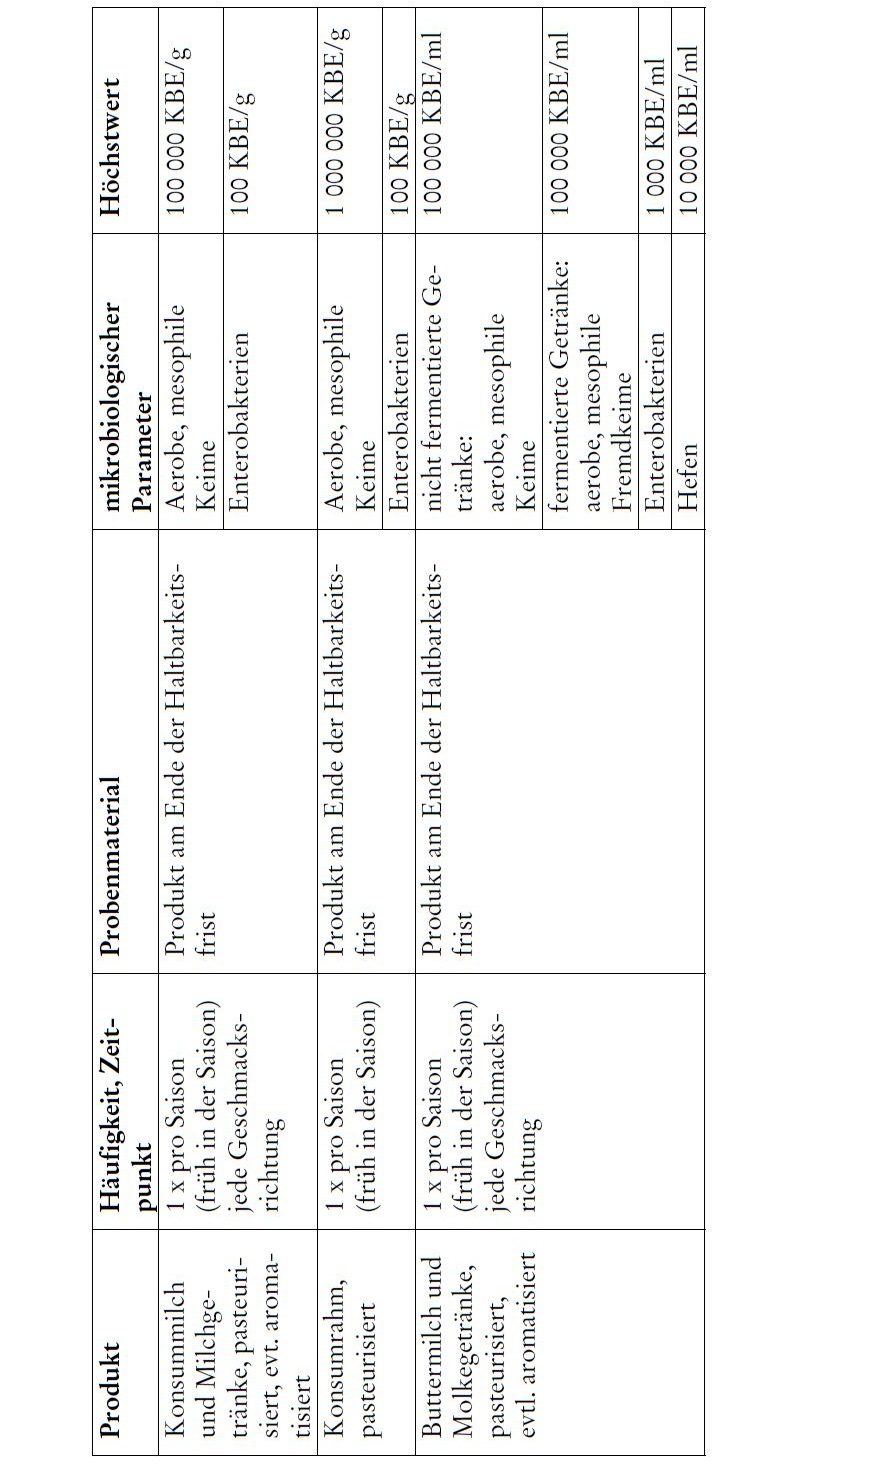 Produkt
Häufigkeit, Zeit-
punkt
Probenmaterial
mikrobiologischer
Parameter
Höchstwert
Konsummilch
und Milchge-
tränke, pasteuri-
siert, evt. aroma-
tisiert
1 x pro Saison
(früh in der Saison)
jede Geschmacks-
richtung
Produkt am Ende der Haltbarkeits-
frist
Aerobe, mesophile
Keime
100 000 KBE/g
Enterobakterien
100 KBE/g
Konsumrahm,
pasteurisiert
1 x pro Saison
(früh in der Saison)
Produkt am Ende der Haltbarkeits-
frist
Aerobe, mesophile
Keime
1 000 000 KBE/g
Enterobakterien
100 KBE/g
Buttermilch und
Molkegetränke,
pasteurisiert,
evtl. aromatisiert
1 x pro Saison
(früh in der Saison)
jede Geschmacks-
richtung
Produkt am Ende der Haltbarkeits-
frist
nicht fermentierte Ge-
tränke:
aerobe, mesophile
Keime
100 000 KBE/ml
fermentierte Getränke:
aerobe, mesophile
Fremdkeime
100 000 KBE/ml
Enterobakterien
1 000 KBE/ml
Hefen
10 000 KBE/ml